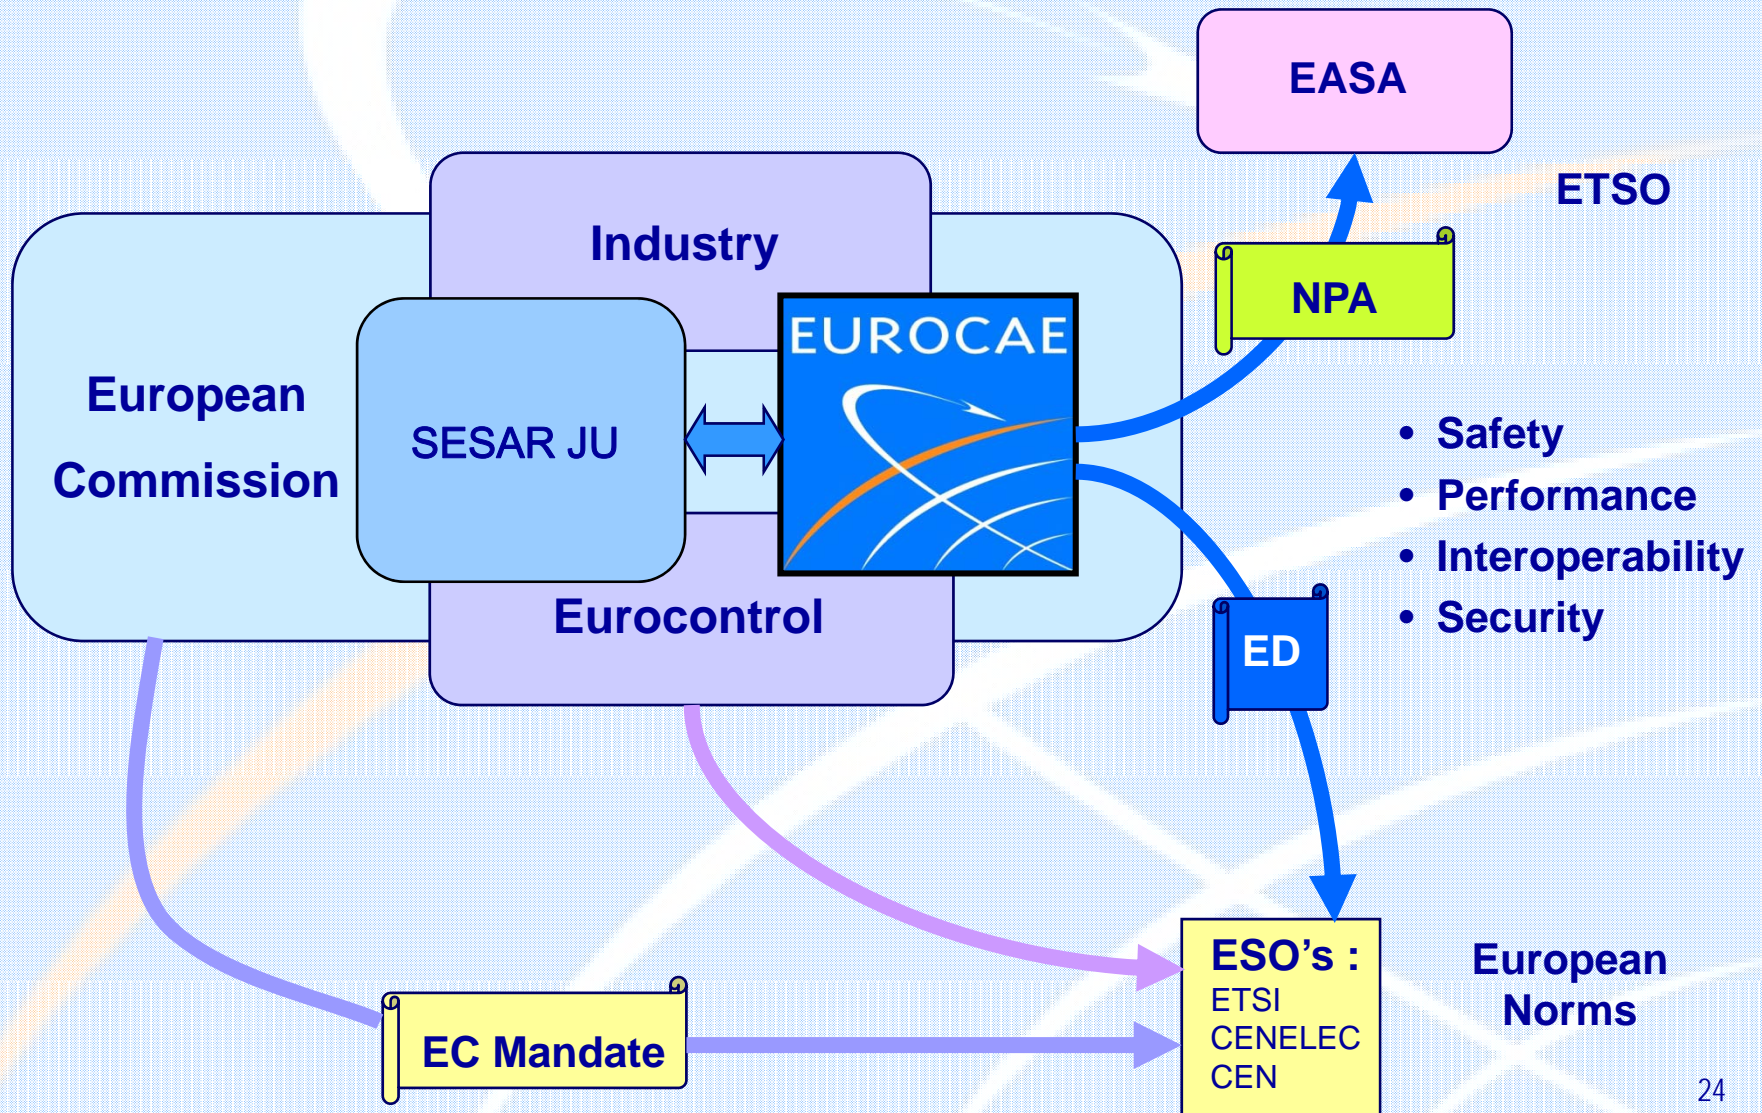 EASA
ETSO
Industry
NPA
EUROCAE
European
Commission
SESAR JU
• Safety
• Performance
• Interoperability
• Security
Eurocontrol
ED
ESO’s :
ETSI
CENELEC
CEN
European
Norms
EC Mandate
24